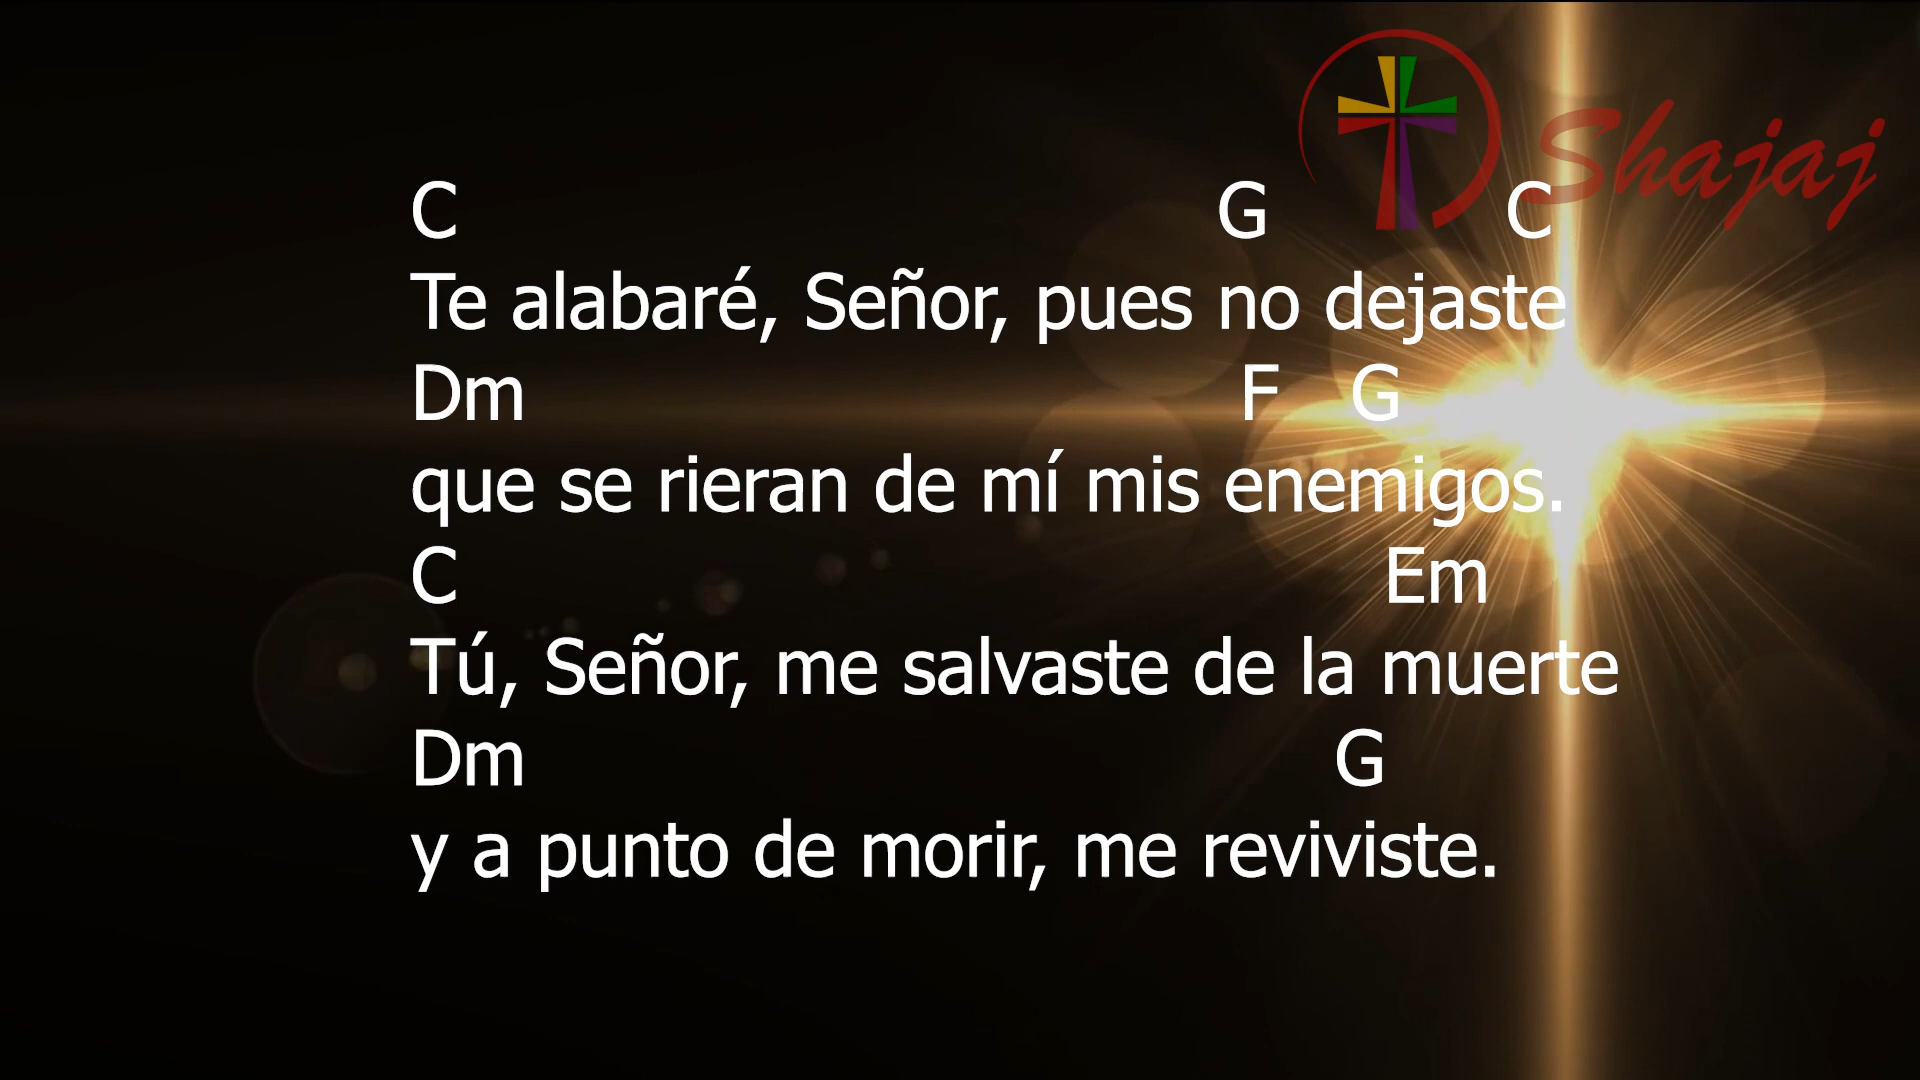 Shajaj
C G C
Te alabaré, Señor, pues no dejaste
Dm F G
que se rieran de mí mis enemigos.
C Em
Tú, Señor, me salvaste de la muerte
Dm G
y a punto de morir, me reviviste.